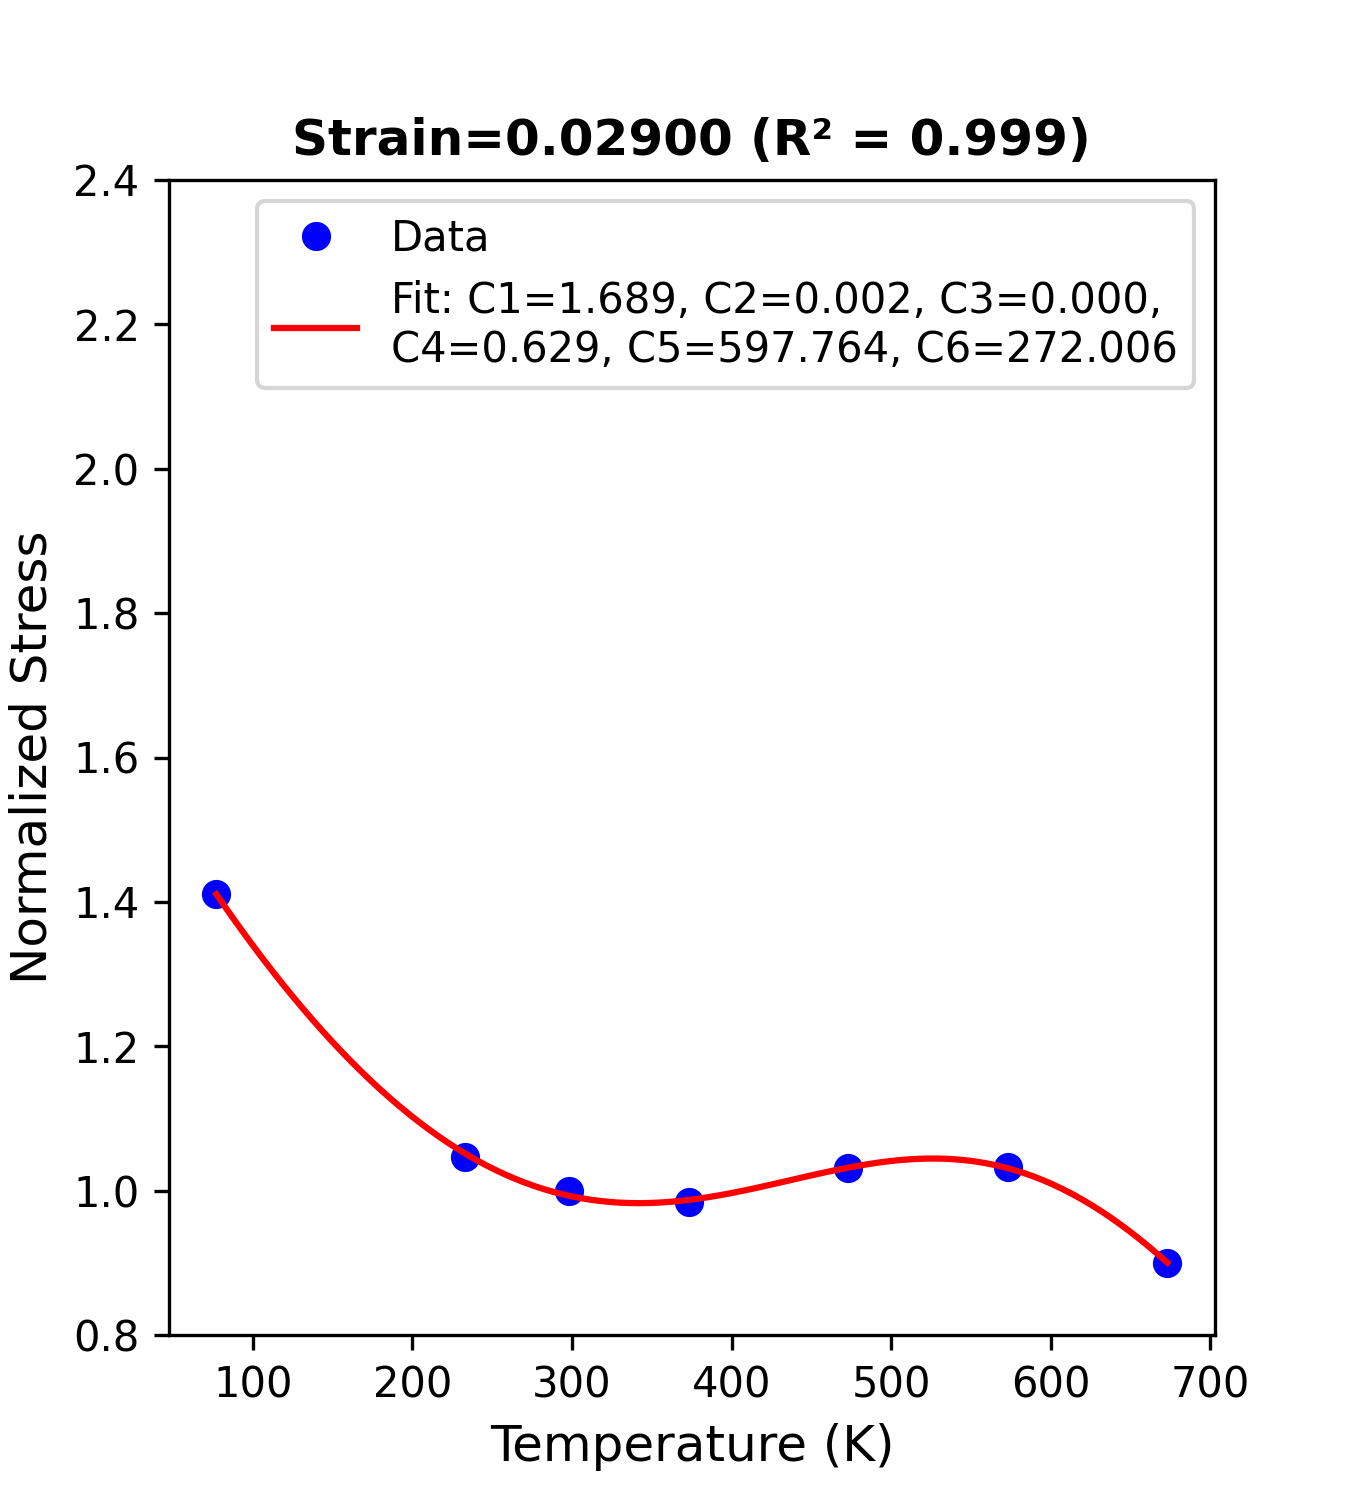 Strain=0.02900 (R² = 0.999)
Data
Fit: C1=1.689, C2=0.002, C3=0.000,
C4=0.629, C5=597.764, C6=272.006
Normalized Stress
2.4
2.2
2.0
1.8
1.6
1.4
1.2
1.0
0.8
100 200 300 400 500 600 700
Temperature (K)